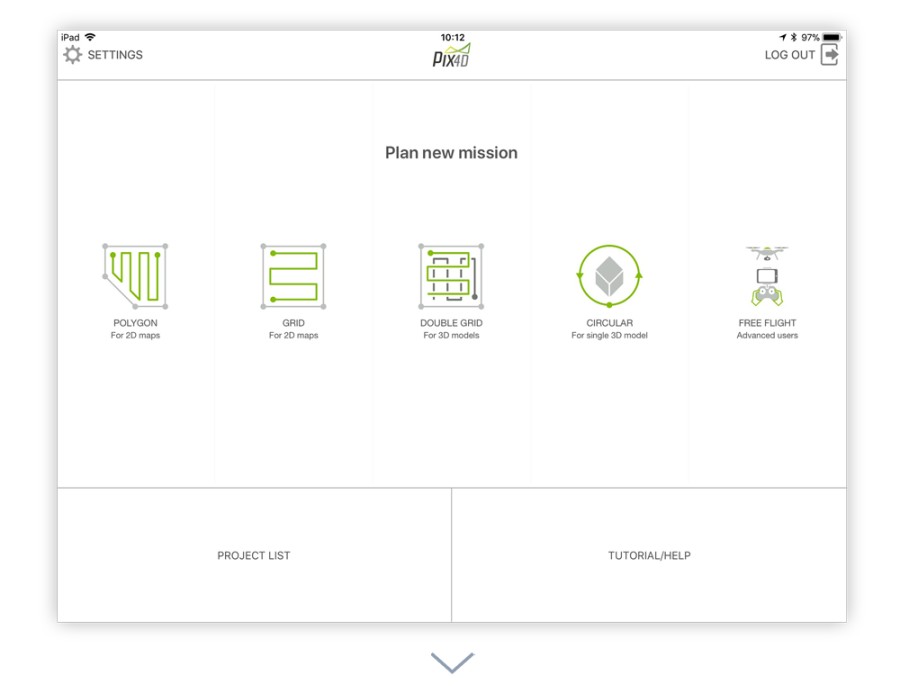 iPad 10:12 97%
SETTINGS PIX4D LOG OUT
Plan new mission
POLYGON
For 2D maps
GRID
For 2D maps
DOUBLE GRID
For 3D models
CIRCULAR
For single 3D model
FREE FLIGHT
Advanced users
PROJECT LIST
TUTORIAL/HELP